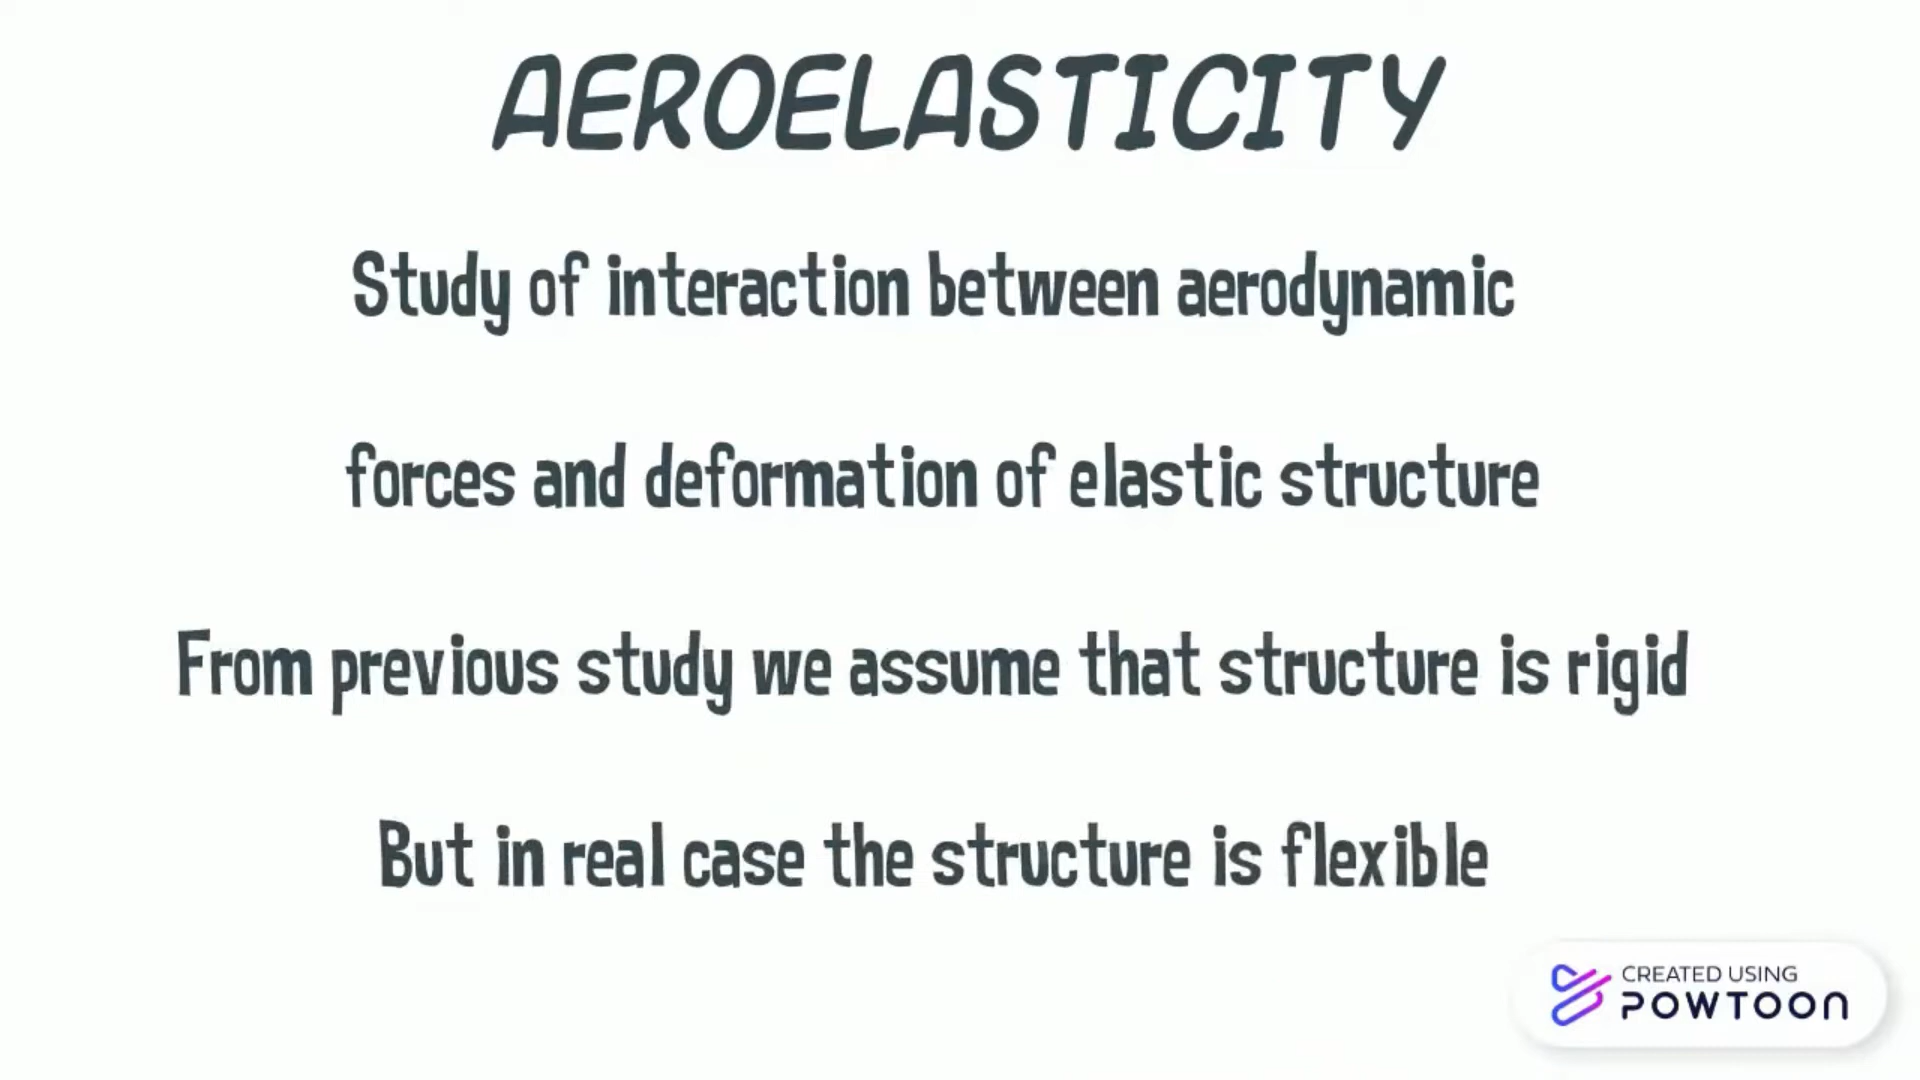 AEROELASTICITY
Study of interaction between aerodynamic
forces and deformation of elastic structure
From previous study we assume that structure is rigid
But in real case the structure is flexible
CREATED USING
POWTOON